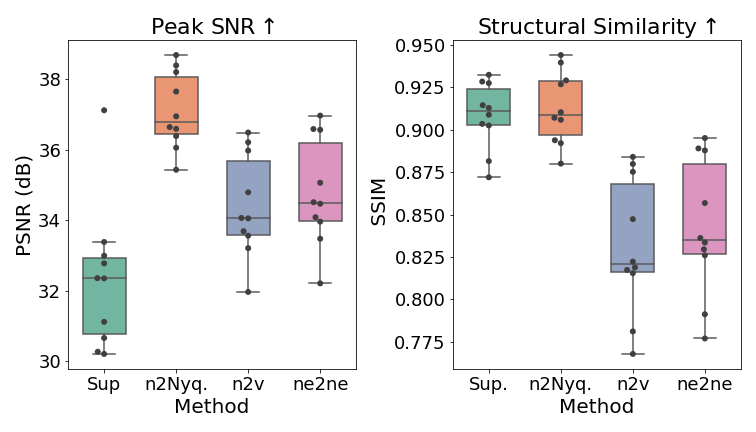 Peak SNR ↑
PSNR (dB)
38
36
34
32
30
Sup n2Nyq. n2v ne2ne
Method
Structural Similarity ↑
SSIM
0.950
0.925
0.900
0.875
0.850
0.825
0.800
0.775
Sup. n2Nyq. n2v ne2ne
Method